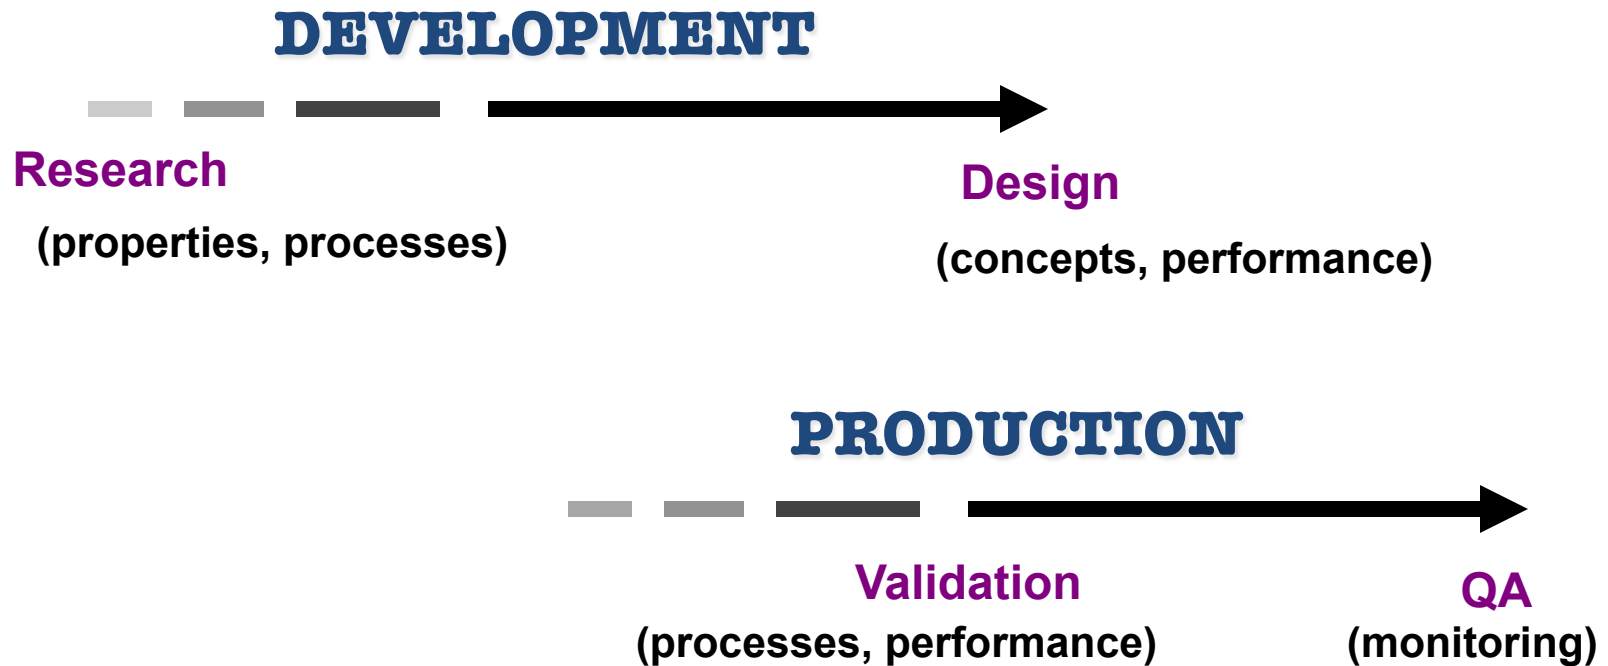 DEVELOPMENT
Research
(properties, processes)
Design
(concepts, performance)
PRODUCTION
Validation
(processes, performance)
QA
(monitoring)